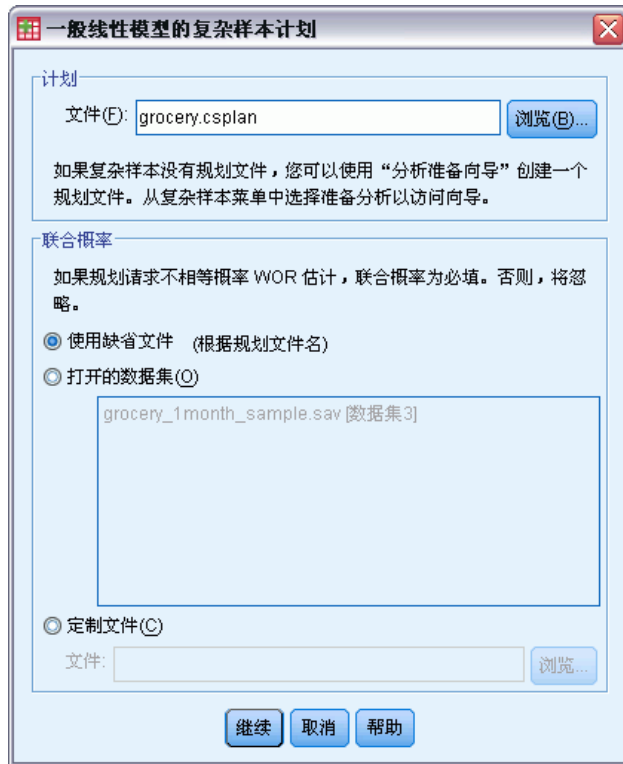 一般线性模型的复杂样本计划
计划
文件(F): grocery.csplan 浏览(B)...
如果复杂样本没有规划文件，您可以使用“分析准备向导”创建一个
规划文件。从复杂样本菜单中选择准备分析以访问向导。
联合概率
如果规划请求不相等概率 WOR 估计，联合概率为必填。否则，将忽
略。
使用缺省文件 (根据规划文件名)
打开的数据集(O)
grocery_1month_sample.sav [数据集3]
定制文件(C)
文件: 浏览...
继续 取消 帮助